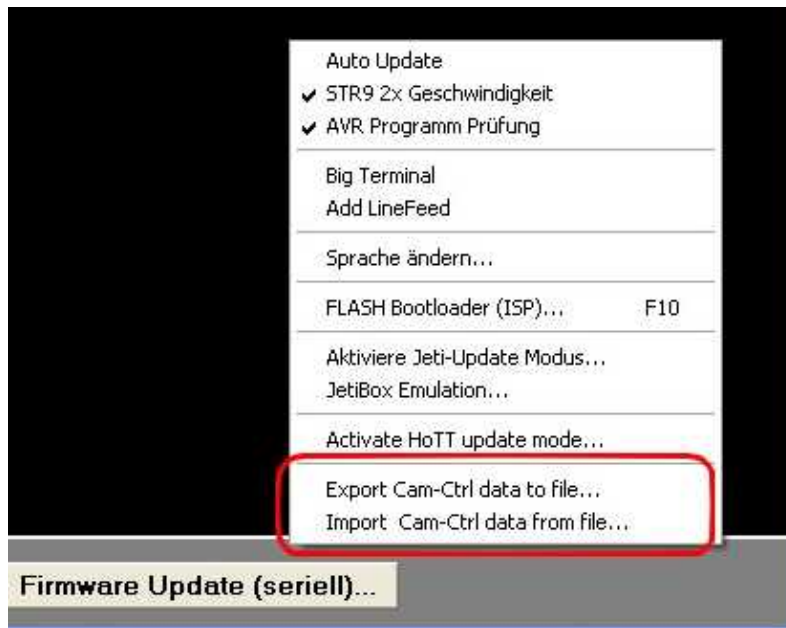 Auto Update
STR9 2x Geschwindigkeit
AVR Programm Prüfung
Big Terminal
Add LineFeed
Sprache ändern...
FLASH Bootloader (ISP)... F10
Aktiviere Jeti-Update Modus...
JetiBox Emulation...
Activate HoTT update mode...
Export Cam-Ctrl data to file...
Import Cam-Ctrl data from file...
Firmware Update (seriell)...